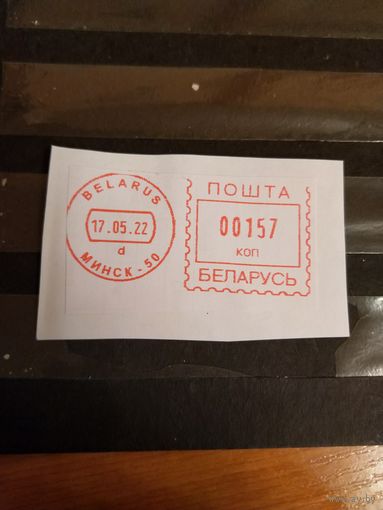 BELARUS
17.05.22
d
МИНСК - 50
ПОШТА
00157
КОП
БЕЛАРУСЬ